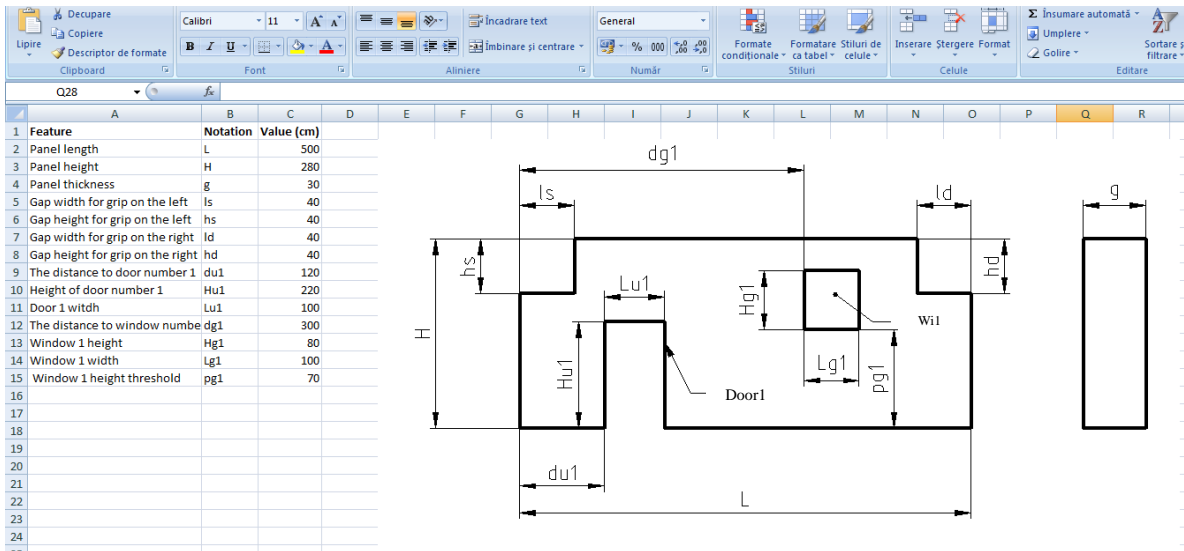 Decupare
Copiere
Descriptor de formate
Lipire
Clipboard
Calibri 11 A A
B I U A
Font
Încadrare text
Îmbinare și centrare
Aliniere
General
% 000 ,0 ,00 ,00 ,0
Număr
Formate condiționale
Formatare ca tabel
Stiluri de celule
Stiluri
Inserare Ștergere Format
Celule
Σ Însumare automată
Umplere
Golire
Sortare ș
filtrare
Editare
Q28 fx
A B C D E F G H I J K L M N O P Q R
1 Feature Notation Value (cm)
2 Panel length L 500
3 Panel height H 280
4 Panel thickness g 30
5 Gap width for grip on the left ls 40
6 Gap height for grip on the left hs 40
7 Gap width for grip on the right ld 40
8 Gap height for grip on the right hd 40
9 The distance to door number 1 du1 120
10 Height of door number 1 Hu1 220
11 Door 1 witdh Lu1 100
12 The distance to window numbe dg1 300
13 Window 1 height Hg1 80
14 Window 1 width Lg1 100
15 Window 1 height threshold pg1 70
16
17
18
19
20
21
22
23
24
dg1
ls
ld
g
hs
hd
Lu1
Hg1
Wi1
H
Lg1
pg1
Hu1
Door1
du1
L